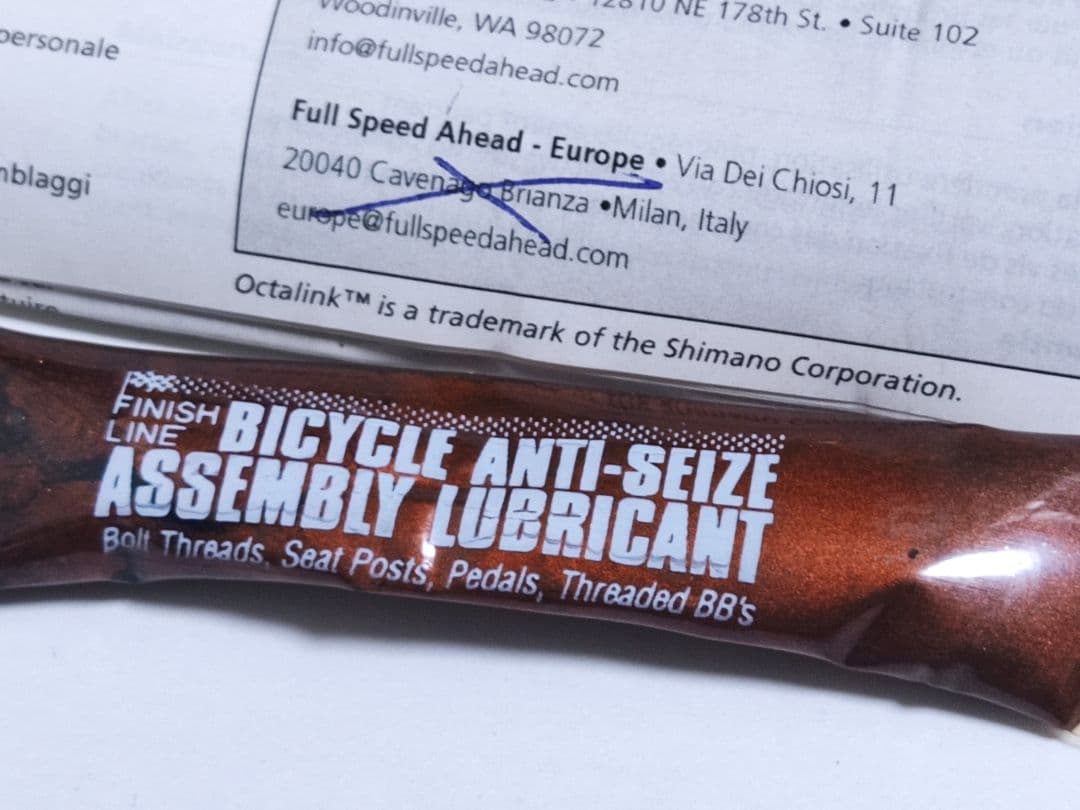 12810 NE 178th St. • Suite 102
Woodinville, WA 98072
info@fullspeedahead.com
Full Speed Ahead - Europe • Via Dei Chiosi, 11
20040 Cavenago Brianza •Milan, Italy
europe@fullspeedahead.com
Octalink™ is a trademark of the Shimano Corporation.
personale
FINISH LINE
BICYCLE ANTI-SEIZE
ASSEMBLY LUBRICANT
Bolt Threads, Seat Posts, Pedals, Threaded BB's